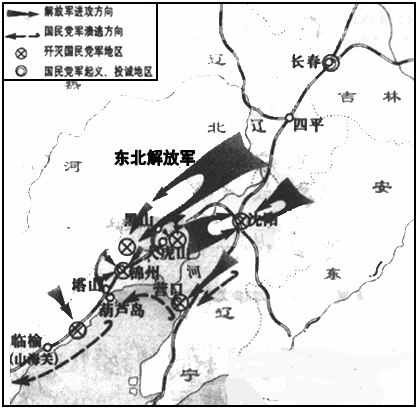 解放军进攻方向
国民党军溃逃方向
歼灭国民党军地区
国民党军起义、投诚地区
长春
吉林
辽
热
四平
北
辽
河
东北解放军
安
黑山
沈阳
大虎山
锦州
东
塔山
营口
河
葫芦岛
辽
临榆
(山海关)
宁